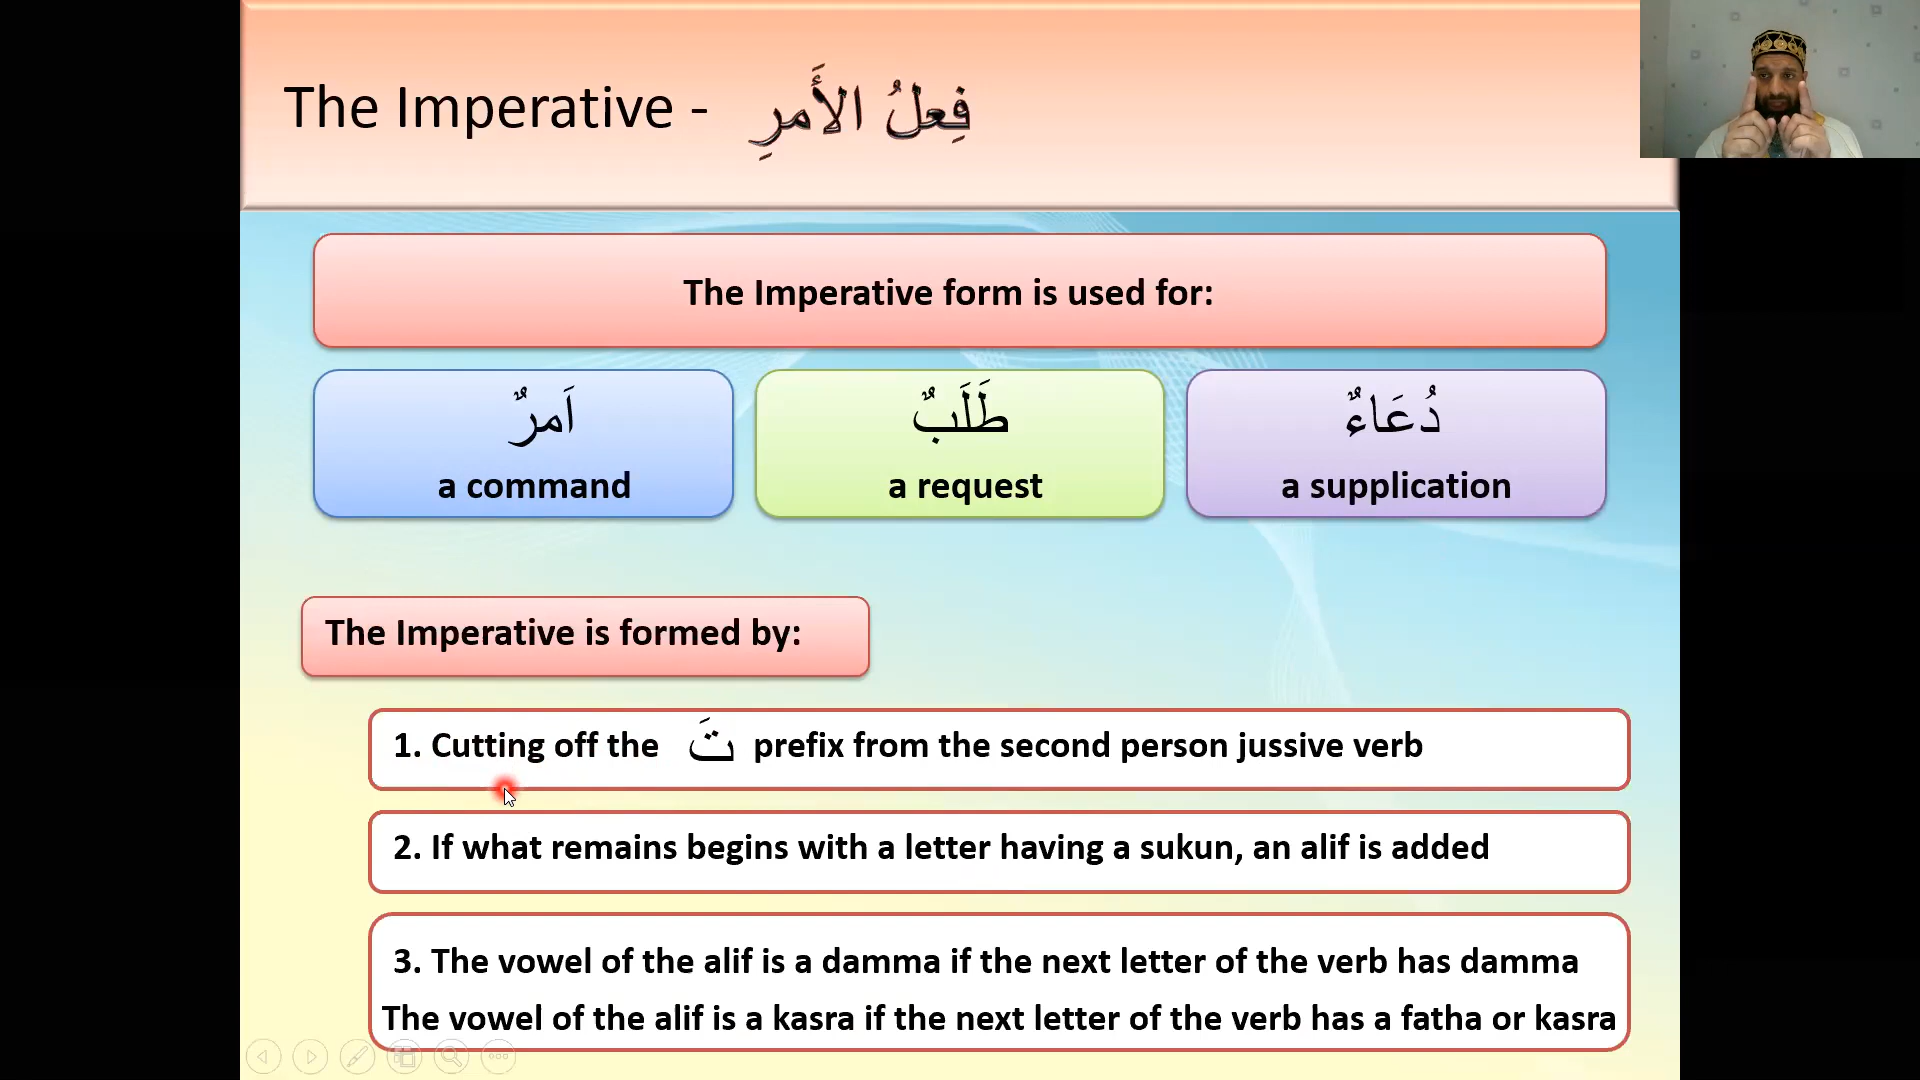 The Imperative - فِعلُ الأَمرِ
The Imperative form is used for:
اَمرٌ
a command
طَلَبٌ
a request
دُعَاءٌ
a supplication
The Imperative is formed by:
1. Cutting off the تَ prefix from the second person jussive verb
2. If what remains begins with a letter having a sukun, an alif is added
3. The vowel of the alif is a damma if the next letter of the verb has damma
The vowel of the alif is a kasra if the next letter of the verb has a fatha or kasra